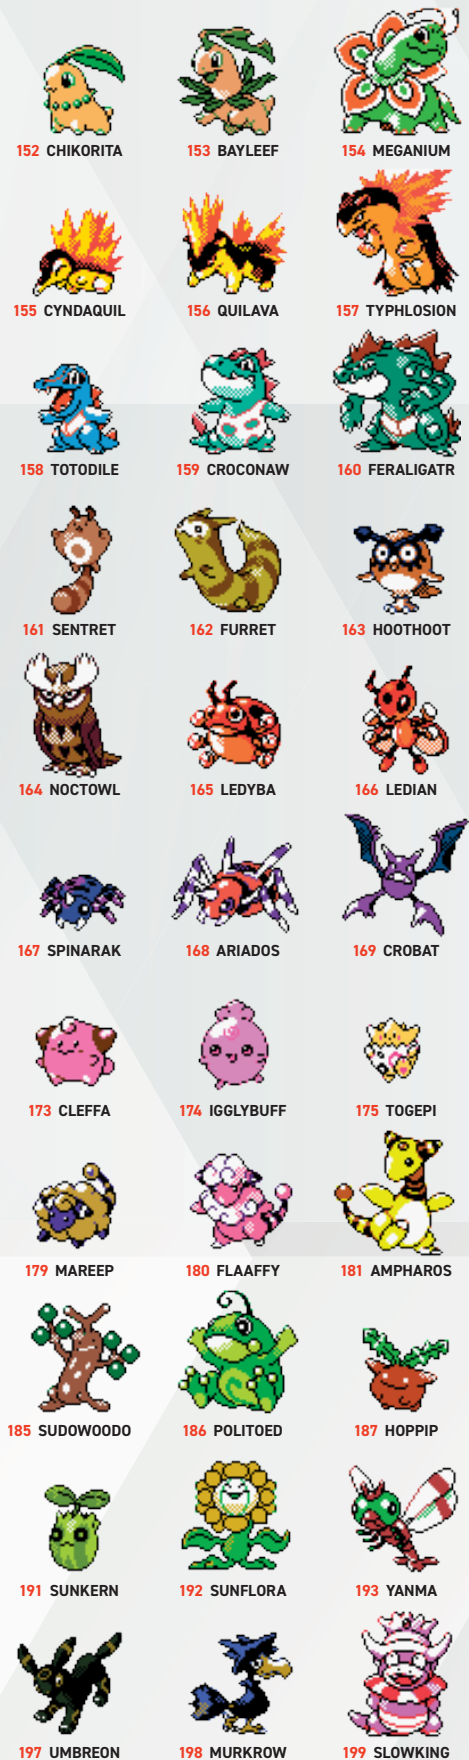 152 CHIKORITA
153 BAYLEEF
154 MEGANIUM
155 CYNDAQUIL
156 QUILAVA
157 TYPHLOSION
158 TOTODILE
159 CROCONAW
160 FERALIGATR
161 SENTRET
162 FURRET
163 HOOTHOOT
164 NOCTOWL
165 LEDYBA
166 LEDIAN
167 SPINARAK
168 ARIADOS
169 CROBAT
173 CLEFFA
174 IGGLYBUFF
175 TOGEPI
179 MAREEP
180 FLAAFFY
181 AMPHAROS
185 SUDOWOODO
186 POLITOED
187 HOPPIP
191 SUNKERN
192 SUNFLORA
193 YANMA
197 UMBREON
198 MURKROW
199 SLOWKING